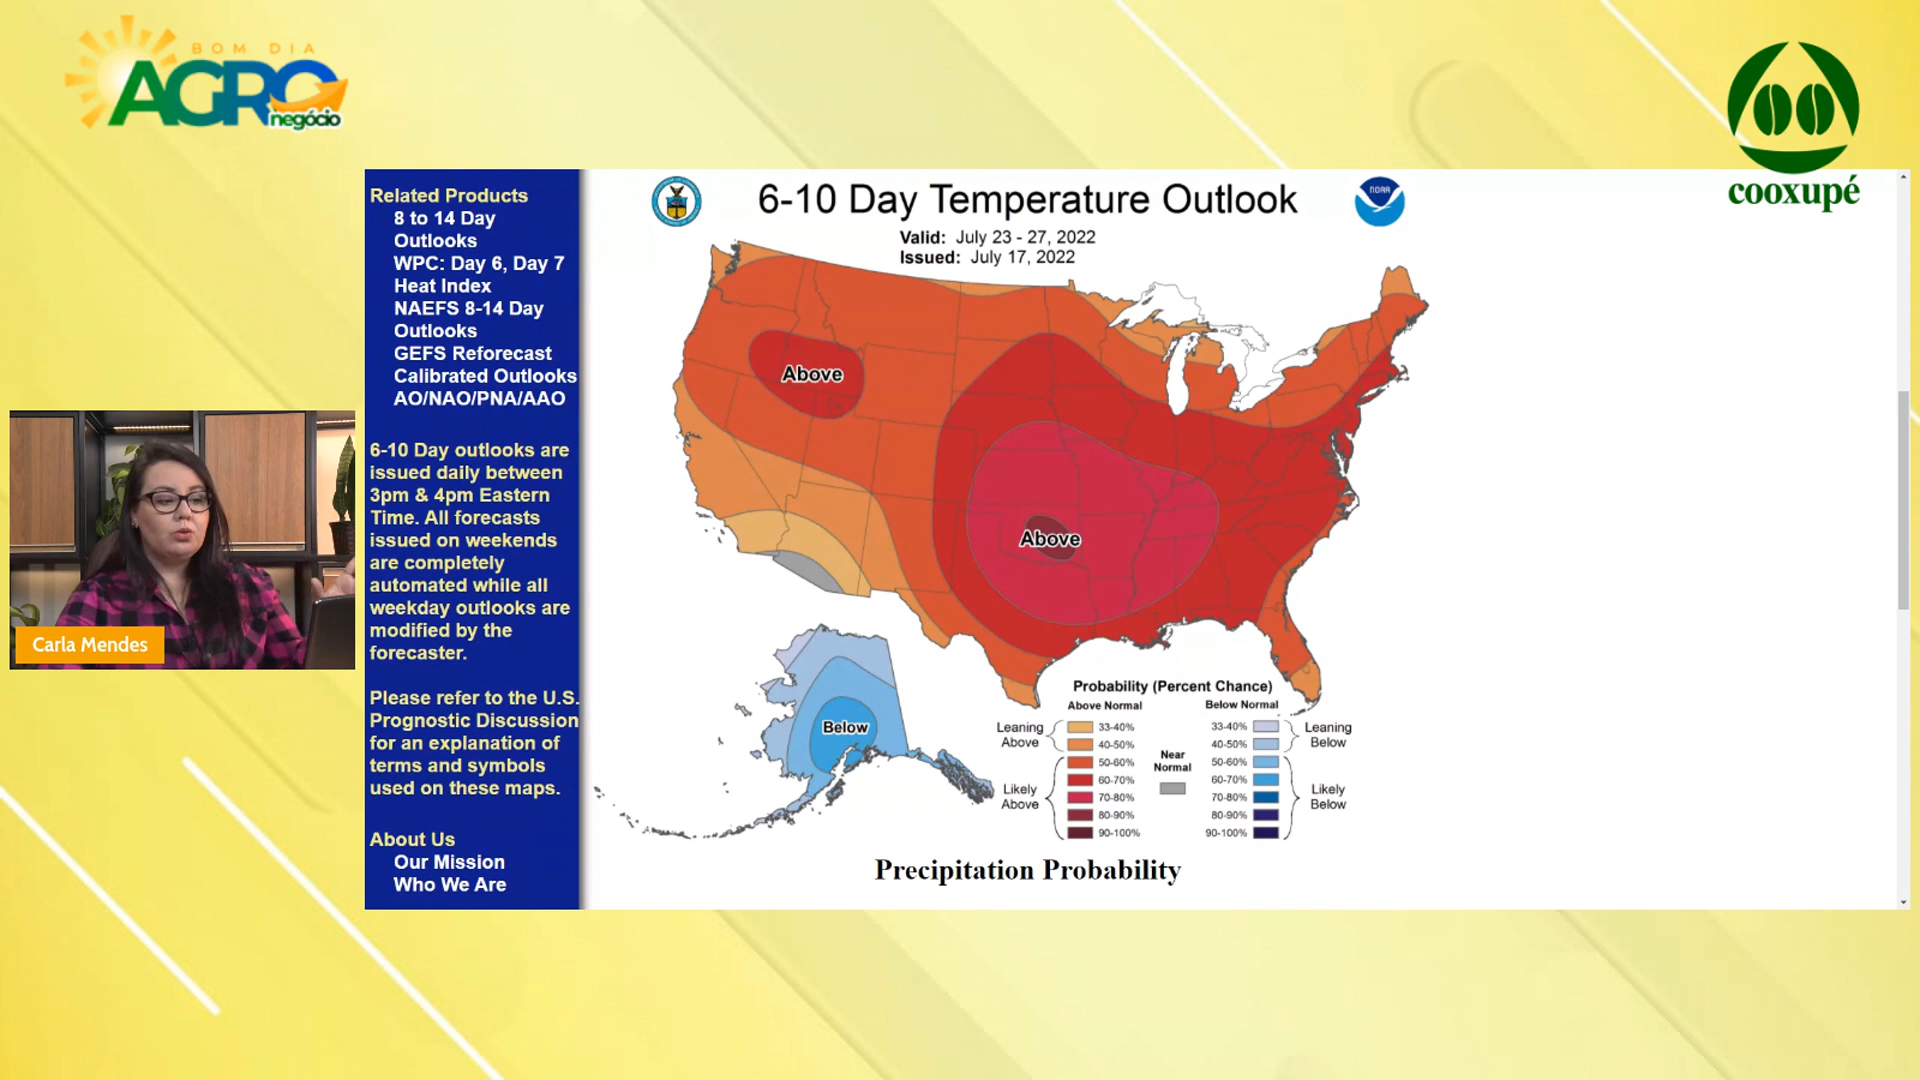 BOM DIA
AGRO
negócio
cooxupé
Related Products
8 to 14 Day
Outlooks
WPC: Day 6, Day 7
Heat Index
NAEFS 8-14 Day
Outlooks
GEFS Reforecast
Calibrated Outlooks
AO/NAO/PNA/AAO
6-10 Day outlooks are
issued daily between
3pm & 4pm Eastern
Time. All forecasts
issued on weekends
are completely
automated while all
weekday outlooks are
modified by the
forecaster.
Please refer to the U.S.
Prognostic Discussion
for an explanation of
terms and symbols
used on these maps.
About Us
Our Mission
Who We Are
Carla Mendes
6-10 Day Temperature Outlook
NOAA
Valid: July 23 - 27, 2022
Issued: July 17, 2022
Above
Above
Below
Probability (Percent Chance)
Above Normal
Below Normal
Leaning
Above
33-40%
40-50%
Likely
Above
50-60%
60-70%
70-80%
80-90%
90-100%
Near
Normal
33-40%
40-50%
Leaning
Below
50-60%
60-70%
70-80%
80-90%
90-100%
Likely
Below
Precipitation Probability